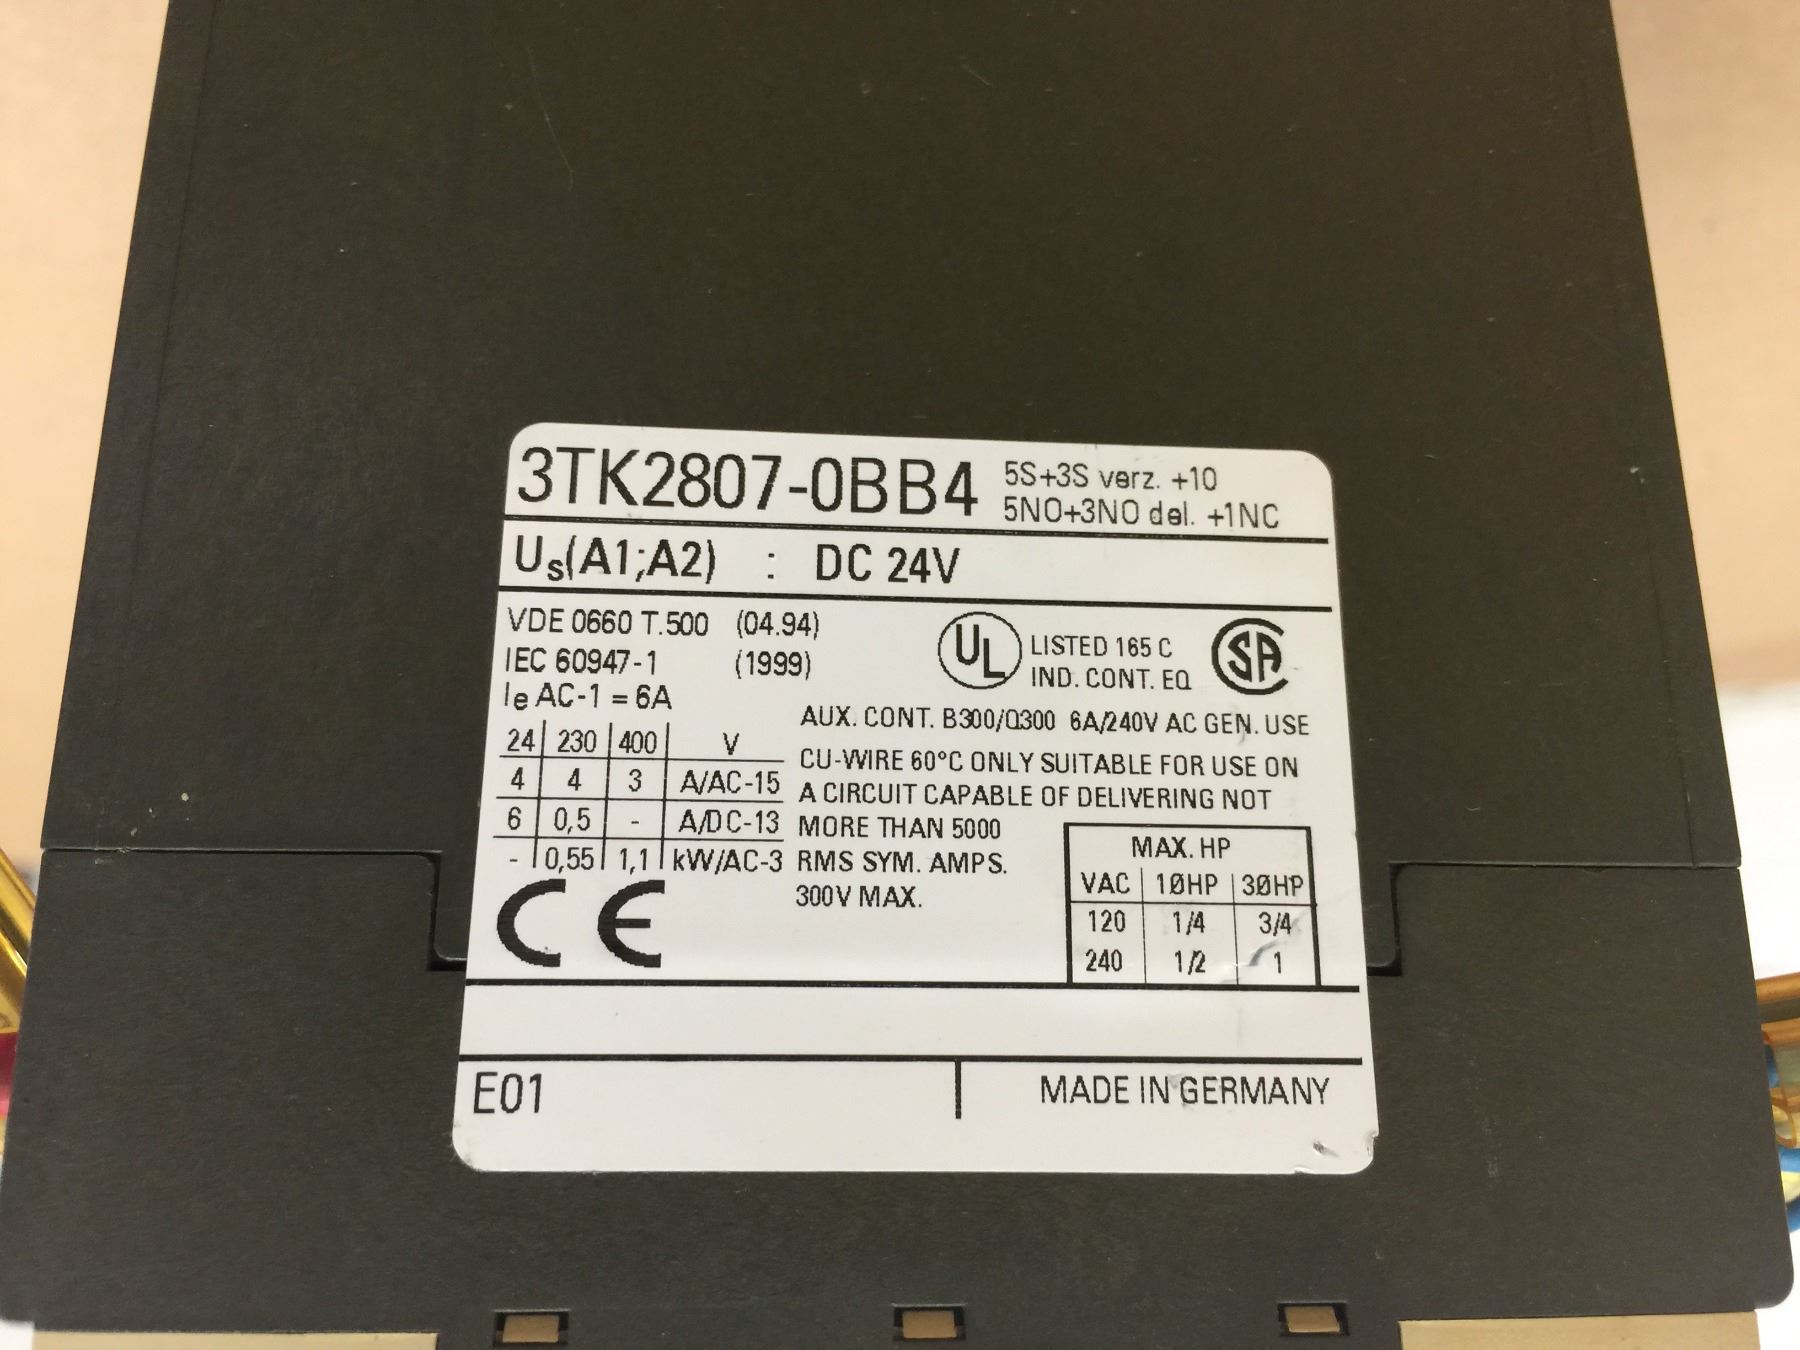 3TK2807-0BB4
5S+3S verz. +1Ö
5NO+3NO del. +1NC
Us(A1;A2) : DC 24V
VDE 0660 T.500 (04.94)
IEC 60947-1 (1999)
Ie AC-1 = 6A
24 230 400 V
4 4 3 A/AC-15
6 0,5 - A/DC-13
- 0,55 1,1 kW/AC-3
CE
UL LISTED 165 C
IND. CONT. EQ
SA
AUX. CONT. B300/Q300 6A/240V AC GEN. USE
CU-WIRE 60°C ONLY SUITABLE FOR USE ON
A CIRCUIT CAPABLE OF DELIVERING NOT
MORE THAN 5000
RMS SYM. AMPS.
300V MAX.
MAX. HP
VAC 1ØHP 3ØHP
120 1/4 3/4
240 1/2 1
E01
MADE IN GERMANY